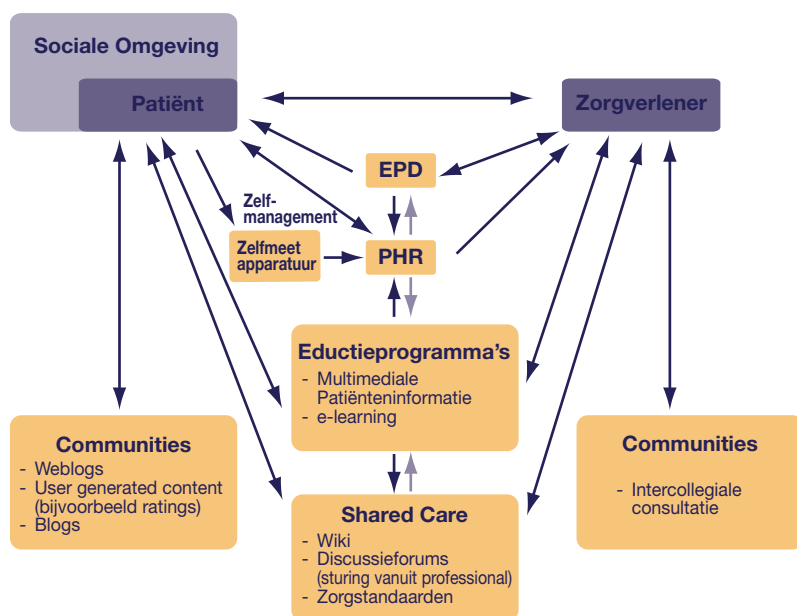 Sociale Omgeving
Patiënt
Zorgverlener
EPD
Zelf-
management
Zelfmeet
apparatuur
PHR
Eductieprogramma's
- Multimediale
Patiënteninformatie
- e-learning
Communities
- Weblogs
- User generated content
(bijvoorbeeld ratings)
- Blogs
Communities
- Intercollegiale
consultatie
Shared Care
- Wiki
- Discussieforums
(sturing vanuit professional)
- Zorgstandaarden